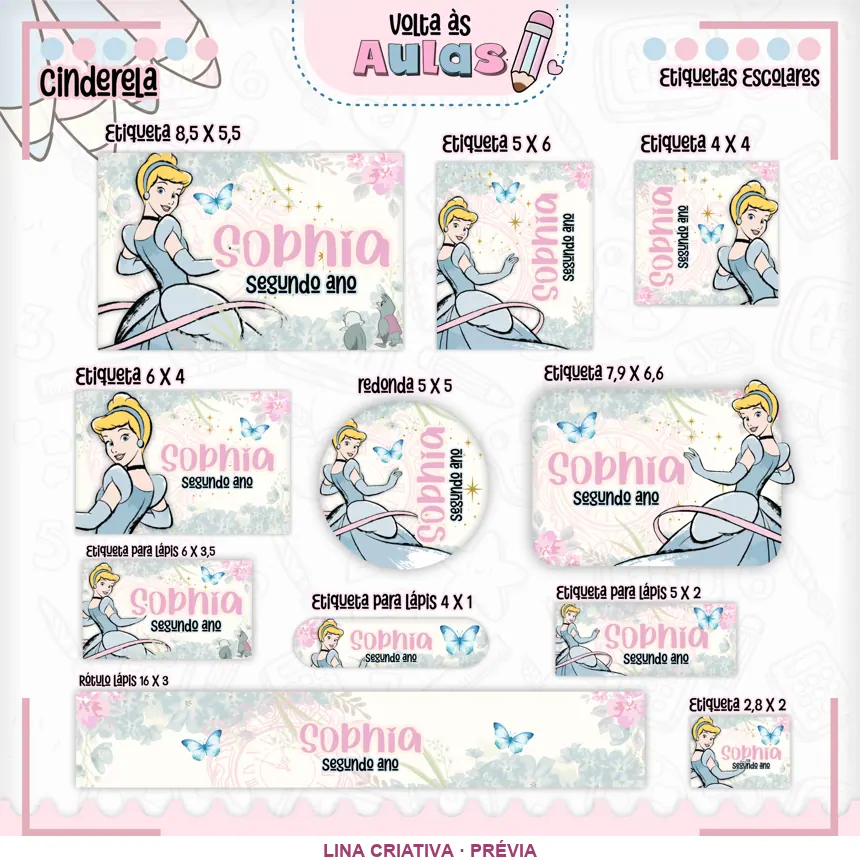 Volta às
Aulas
Cinderela
Etiquetas Escolares
Etiqueta 8,5 X 5,5
Sophia
Segundo ano
Etiqueta 5 X 6
Sophia
Segundo ano
Etiqueta 4 X 4
Sophia
Segundo ano
Etiqueta 6 X 4
Sophia
Segundo ano
redonda 5 X 5
Sophia
Segundo ano
Etiqueta 7,9 X 6,6
Sophia
Segundo ano
Etiqueta para Lápis 6 X 3,5
Sophia
Segundo ano
Etiqueta para Lápis 4 X 1
Sophia
Segundo ano
Etiqueta para Lápis 5 X 2
Sophia
Segundo ano
Rótulo Lápis 16 X 3
Sophia
Segundo ano
Etiqueta 2,8 X 2
Sophia
Segundo ano
LINA CRIATIVA · PRÉVIA